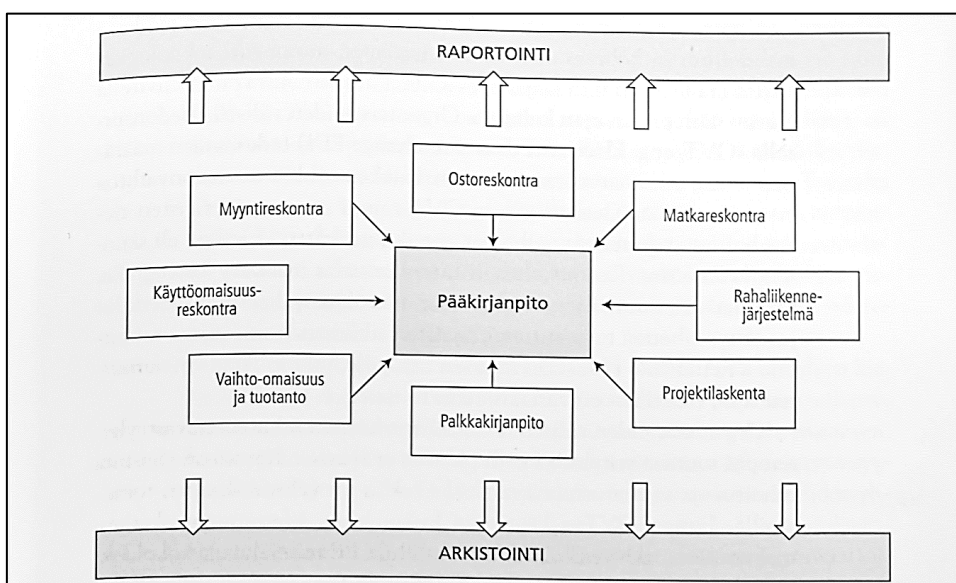 RAPORTOINTI
Ostoreskontra
Myyntireskontra
Matkareskontra
Käyttöomaisuus-
reskontra
Pääkirjanpito
Rahaliikenne-
järjestelmä
Vaihto-omaisuus
ja tuotanto
Palkkakirjanpito
Projektilaskenta
ARKISTOINTI